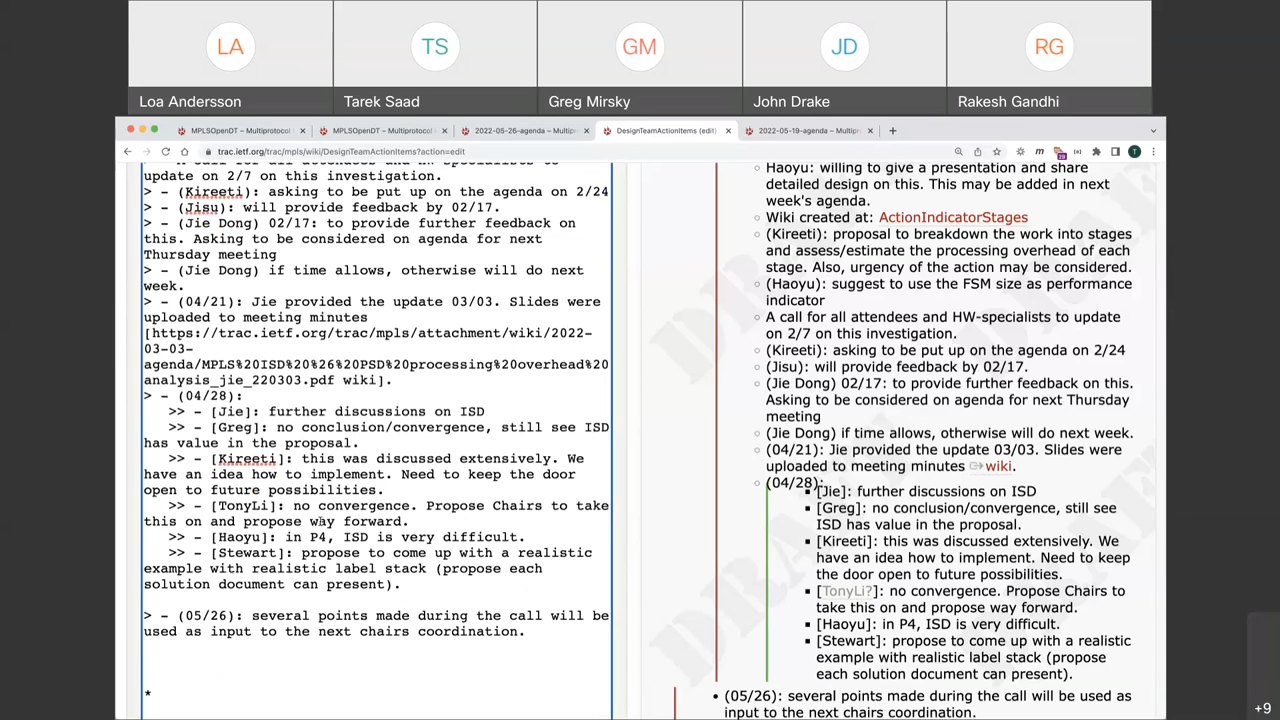 LA
TS
GM
JD
RG
Loa Andersson
Tarek Saad
Greg Mirsky
John Drake
Rakesh Gandhi
MPLSOpenDT – Multiprotocol
MPLSOpenDT – Multiprotocol
2022-05-26-agenda – Multipro
DesignTeamActionItems (edit)
2022-05-19-agenda – Multipro
trac.ietf.org/trac/mpls/wiki/DesignTeamActionItems?action=edit
update on 2/7 on this investigation.
> - (Kireeti): asking to be put up on the agenda on 2/24
> - (Jisu): will provide feedback by 02/17.
> - (Jie Dong) 02/17: to provide further feedback on
this. Asking to be considered on agenda for next
Thursday meeting
> - (Jie Dong) if time allows, otherwise will do next
week.
> - (04/21): Jie provided the update 03/03. Slides were
uploaded to meeting minutes
[https://trac.ietf.org/trac/mpls/attachment/wiki/2022-
03-03-
agenda/MPLS%20ISD%20%26%20PSD%20processing%20overhead%20
analysis_jie_220303.pdf wiki].
> - (04/28):
>> - [Jie]: further discussions on ISD
>> - [Greg]: no conclusion/convergence, still see ISD
has value in the proposal.
>> - [Kireeti]: this was discussed extensively. We
have an idea how to implement. Need to keep the door
open to future possibilities.
>> - [TonyLi]: no convergence. Propose Chairs to take
this on and propose way forward.
>> - [Haoyu]: in P4, ISD is very difficult.
>> - [Stewart]: propose to come up with a realistic
example with realistic label stack (propose each
solution document can present).
> - (05/26): several points made during the call will be
used as input to the next chairs coordination.
*
Haoyu: willing to give a presentation and share
detailed design on this. This may be added in next
week's agenda.
Wiki created at: ActionIndicatorStages
(Kireeti): proposal to breakdown the work into stages
and assess/estimate the processing overhead of each
stage. Also, urgency of the action may be considered.
(Haoyu): suggest to use the FSM size as performance
indicator
A call for all attendees and HW-specialists to update
on 2/7 on this investigation.
(Kireeti): asking to be put up on the agenda on 2/24
(Jisu): will provide feedback by 02/17.
(Jie Dong) 02/17: to provide further feedback on this.
Asking to be considered on agenda for next Thursday
meeting
(Jie Dong) if time allows, otherwise will do next week.
(04/21): Jie provided the update 03/03. Slides were
uploaded to meeting minutes wiki.
(04/28):
[Jie]: further discussions on ISD
[Greg]: no conclusion/convergence, still see
ISD has value in the proposal.
[Kireeti]: this was discussed extensively. We
have an idea how to implement. Need to keep
the door open to future possibilities.
[TonyLi?]: no convergence. Propose Chairs to
take this on and propose way forward.
[Haoyu]: in P4, ISD is very difficult.
[Stewart]: propose to come up with a realistic
example with realistic label stack (propose
each solution document can present).
(05/26): several points made during the call will be used as
input to the next chairs coordination.
+9